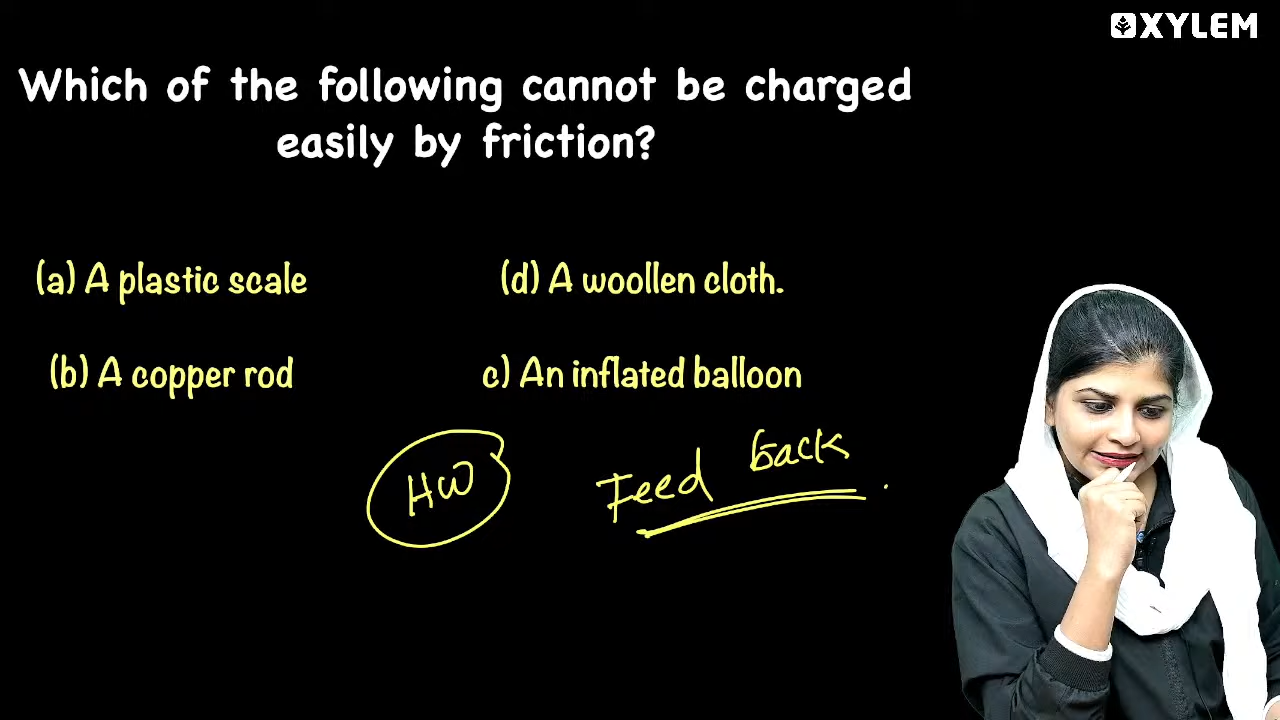 XYLEM
Which of the following cannot be charged
easily by friction?
(a) A plastic scale
(d) A woollen cloth.
(b) A copper rod
c) An inflated balloon
HW
Feed back